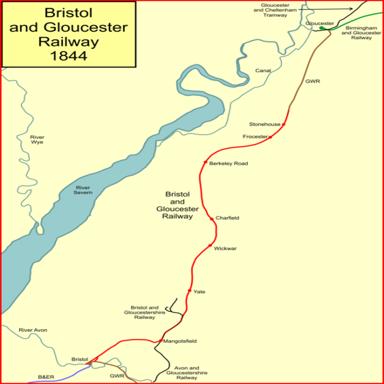 Bristol
and Gloucester
Railway
1844
Gloucester
and Cheltenham
Tramway
Gloucester
Birmingham
and
Gloucester
Railway
Canal
GWR
Stonehouse
Frocester
River
Wye
Berkeley Road
River
Severn
Bristol
and
Gloucester
Railway
Charfield
Wickwar
Yate
Bristol and
Gloucestershire
Railway
River Avon
Mangotsfield
Bristol
Avon and
Gloucestershire
Railway
B&ER
GWR